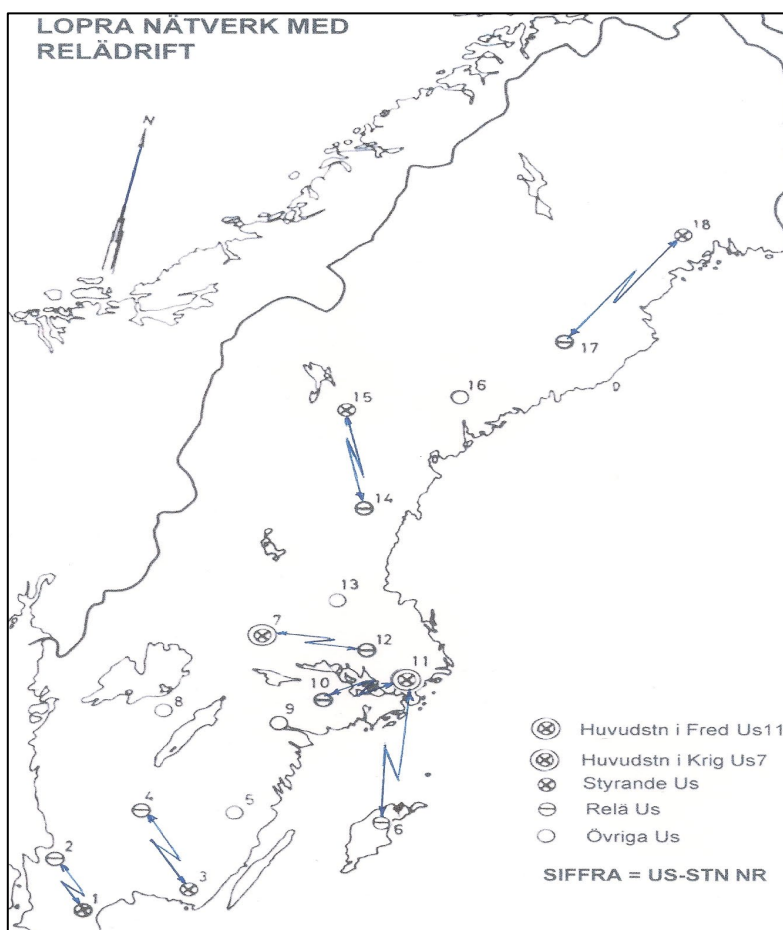 LOPRA NÄTVERK MED
RELÄDRIFT
N
18
17
16
15
14
13
7
12
11
10
8
9
4
5
6
2
3
1
Huvudstn i Fred Us11
Huvudstn i Krig Us7
Styrande Us
Relä Us
Övriga Us
SIFFRA = US-STN NR